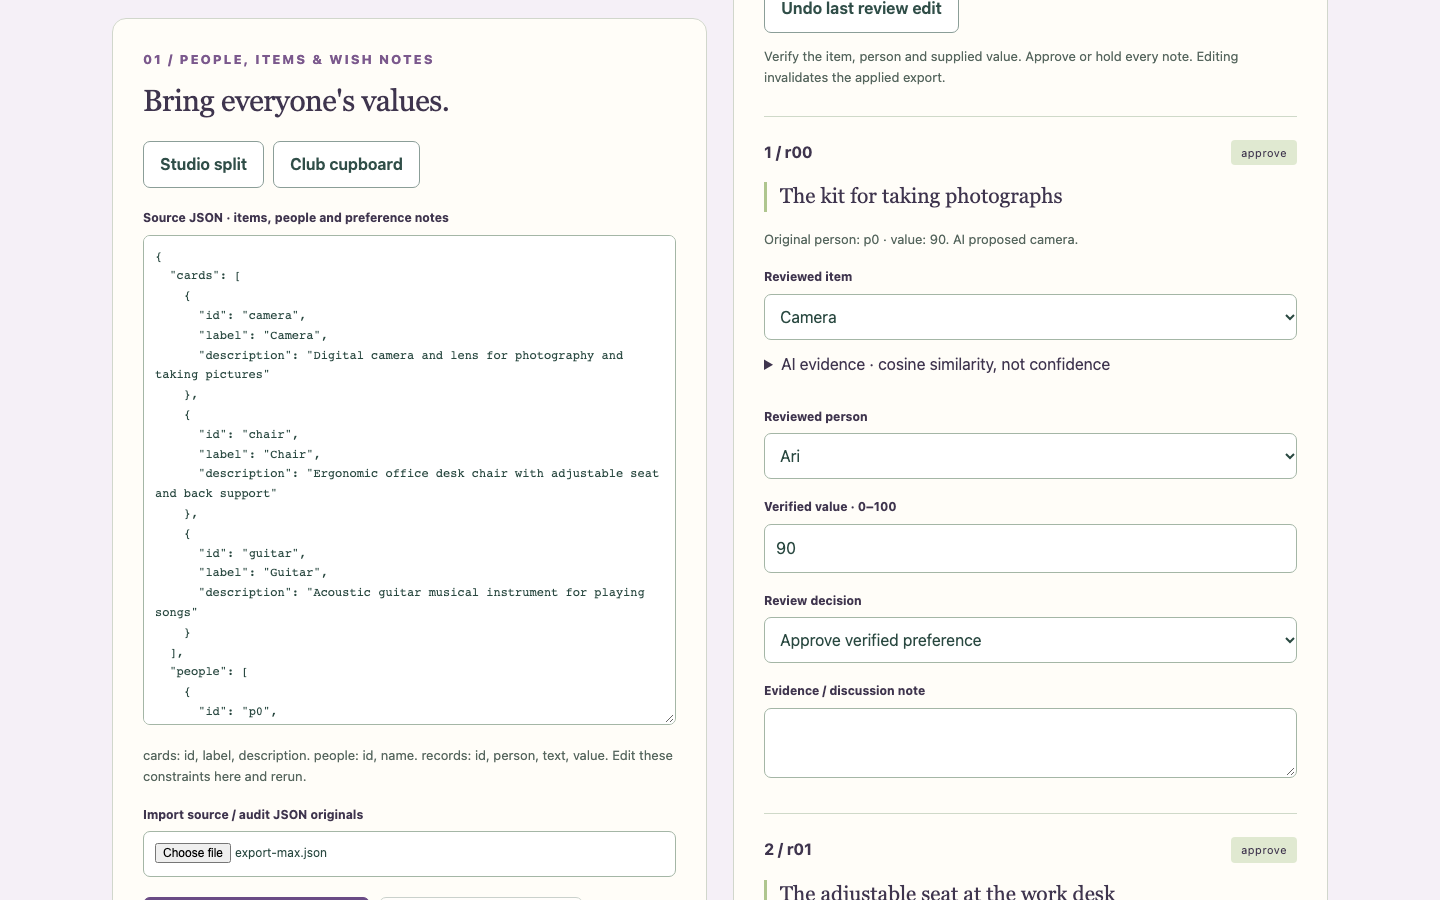 01 / PEOPLE, ITEMS & WISH NOTES
Bring everyone's values.
Studio split
Club cupboard
Source JSON · items, people and preference notes
{
"cards": [
{
"id": "camera",
"label": "Camera",
"description": "Digital camera and lens for photography and
taking pictures"
},
{
"id": "chair",
"label": "Chair",
"description": "Ergonomic office desk chair with adjustable seat
and back support"
},
{
"id": "guitar",
"label": "Guitar",
"description": "Acoustic guitar musical instrument for playing
songs"
}
],
"people": [
{
"id": "p0",
cards: id, label, description. people: id, name. records: id, person, text, value. Edit these
constraints here and rerun.
Import source / audit JSON originals
Choose file export-max.json
Undo last review edit
Verify the item, person and supplied value. Approve or hold every note. Editing
invalidates the applied export.
1 / r00
approve
The kit for taking photographs
Original person: p0 · value: 90. AI proposed camera.
Reviewed item
Camera
AI evidence · cosine similarity, not confidence
Reviewed person
Ari
Verified value · 0–100
90
Review decision
Approve verified preference
Evidence / discussion note
2 / r01
approve
The adjustable seat at the work desk